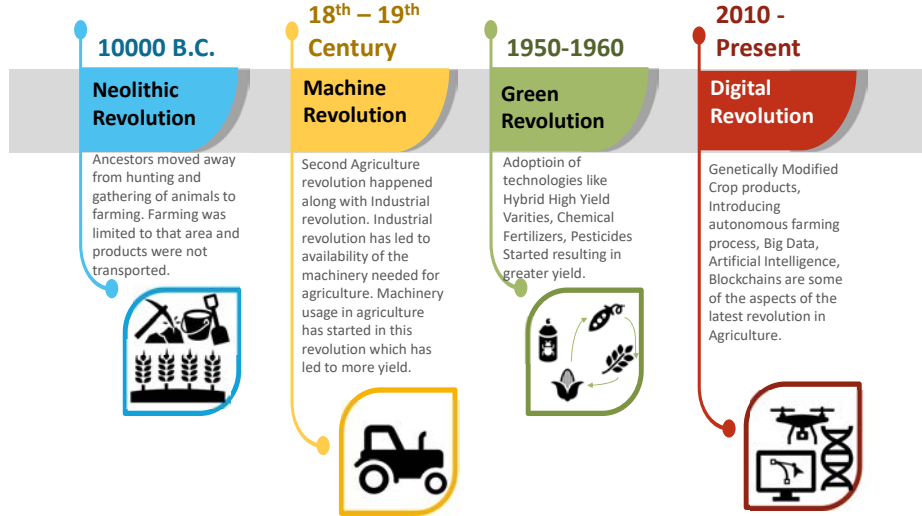 10000 B.C.
Neolithic
Revolution
Ancestors moved away
from hunting and
gathering of animals to
farming. Farming was
limited to that area and
products were not
transported.
18th – 19th
Century
Machine
Revolution
Second Agriculture
revolution happened
along with Industrial
revolution. Industrial
revolution has led to
availability of the
machinery needed for
agriculture. Machinery
usage in agriculture
has started in this
revolution which has
led to more yield.
1950-1960
Green
Revolution
Adoptioin of
technologies like
Hybrid High Yield
Varities, Chemical
Fertilizers, Pesticides
Started resulting in
greater yield.
2010 -
Present
Digital
Revolution
Genetically Modified
Crop products,
Introducing
autonomous farming
process, Big Data,
Artificial Intelligence,
Blockchains are some
of the aspects of the
latest revolution in
Agriculture.